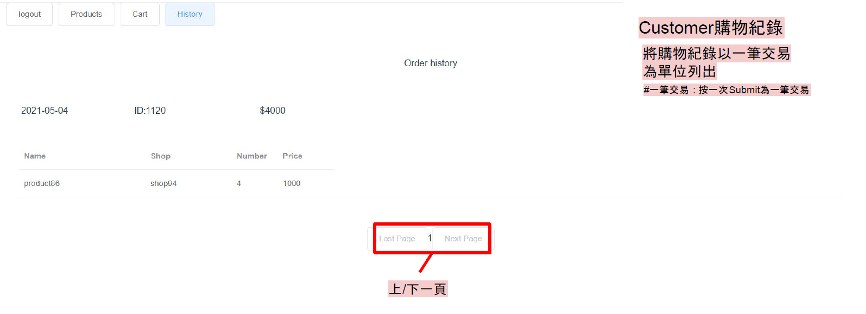 logout Products Cart History
Customer購物紀錄
將購物紀錄以一筆交易
為單位列出
#一筆交易：按一次Submit為一筆交易
Order history
2021-05-04 ID:1120 $4000
Name Shop Number Price
product86 shop94 4 1000
Last Page 1 Next Page
上/下一頁